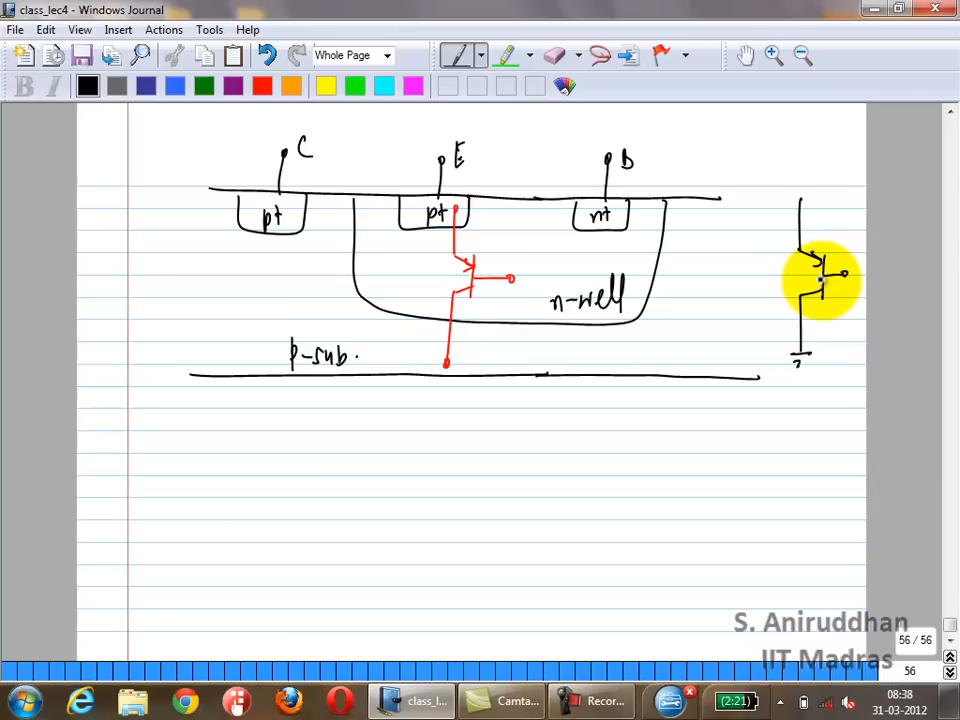 class_lec4 - Windows Journal
File Edit View Insert Actions Tools Help
Whole Page
B I
C E B
p+ p+ n+
n-well
p-sub.
S. Aniruddhan
IIT Madras
56 / 56
56
class_l... Camta... Recor... (2:21) 08:38
31-03-2012